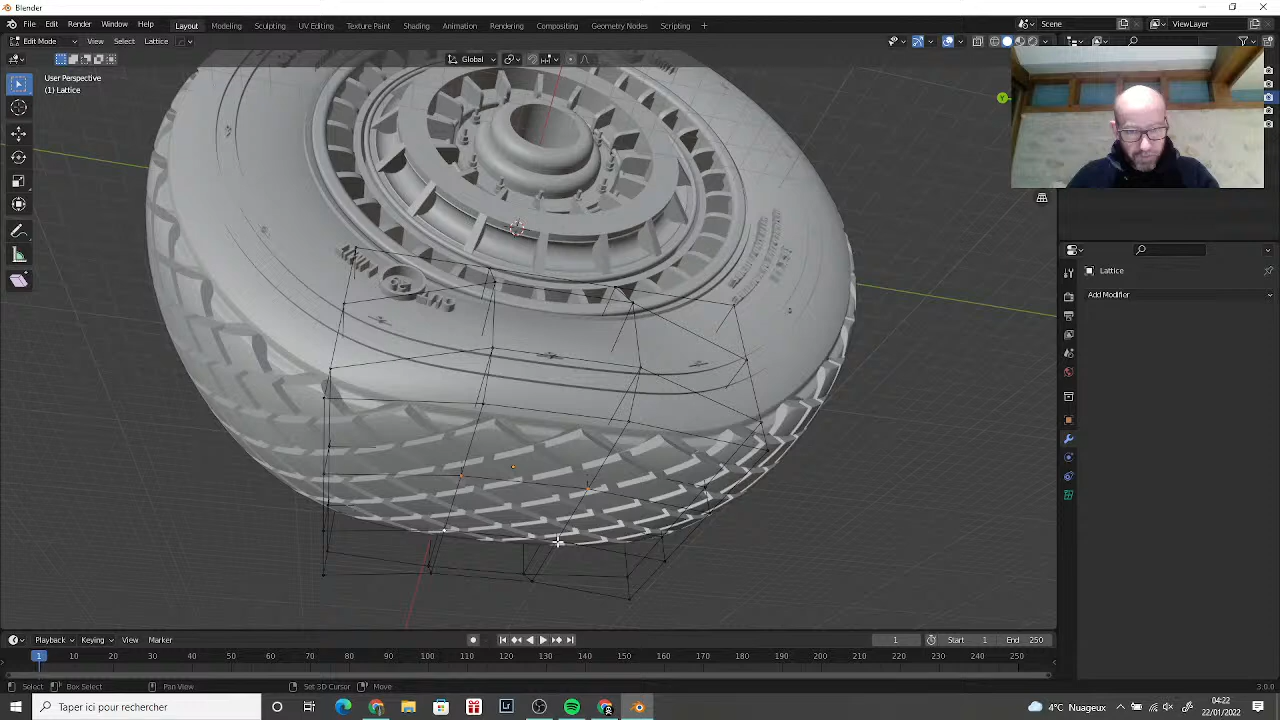 Blender
File Edit Render Window Help Layout Modeling Sculpting UV Editing Texture Paint Shading Animation Rendering Compositing Geometry Nodes Scripting + Scene ViewLayer
Edit Mode View Select Lattice
Global
User Perspective
(1) Lattice
Y
Lattice
Add Modifier
Playback Keying View Marker 1 Start 1 End 250
1 10 20 30 40 50 60 70 80 90 100 110 120 130 140 150 160 170 180 190 200 210 220 230 240 250
Select Box Select Pan View Set 3D Cursor Move 3.0.0
Taper ici pour rechercher 4°C Nuageux 04:22
22/01/2022